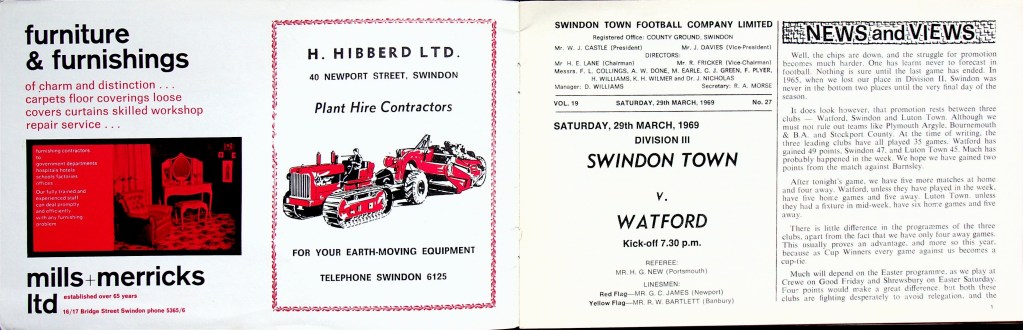 furniture
& furnishings
of charm and distinction . . .
carpets floor coverings loose
covers curtains skilled workshop
repair service . . .
furnishing contractors
to
government departments
hospitals hotels
schools factories
offices
Our fully trained and
experienced staff
can deal promptly
and efficiently
with any furnishing
problem
mills+merricks
ltd established over 65 years
16/17 Bridge Street Swindon phone 5365/6
H. HIBBERD LTD.
40 NEWPORT STREET, SWINDON
Plant Hire Contractors
FOR YOUR EARTH-MOVING EQUIPMENT
TELEPHONE SWINDON 6125
SWINDON TOWN FOOTBALL COMPANY LIMITED
Registered Office: COUNTY GROUND, SWINDON
Mr. W. J. CASTLE (President) Mr. J. DAVIES (Vice-President)
DIRECTORS:
Mr. H. E. LANE (Chairman) Mr. R. FRICKER (Vice-Chairman)
Messrs. F. L. COLLINGS, A. W. DONE, M. EARLE, C. J. GREEN, F. PLYER,
H. WILLIAMS, K. H. WILMER and Dr. J. NICHOLAS
Manager: D. WILLIAMS Secretary: R. A. MORSE
VOL. 19 SATURDAY, 29th MARCH, 1969 No. 27
SATURDAY, 29th MARCH, 1969
DIVISION III
SWINDON TOWN
V.
WATFORD
Kick-off 7.30 p.m.
REFEREE:
MR. H. G. NEW (Portsmouth)
LINESMEN:
Red Flag—MR. G. C. JAMES (Newport)
Yellow Flag—MR. R. W. BARTLETT (Banbury)
NEWS and VIEWS
Well, the chips are down, and the struggle for promotion
becomes much harder. One has learnt never to forecast in
football. Nothing is sure until the last game has ended. In
1965, when we lost our place in Division II, Swindon was
never in the bottom two places until the very final day of the
season.
It does look however, that promotion rests between three
clubs — Watford, Swindon and Luton Town. Although we
must not rule out teams like Plymouth Argyle, Bournemouth
& B.A. and Stockport County. At the time of writing, the
three leading clubs have all played 35 games. Watford has
gained 49 points, Swindon 47, and Luton Town 45. Much has
probably happened in the week. We hope we have gained two
points from the match against Barnsley.
After tonight's game, we have five more matches at home
and four away. Watford, unless they have played in the week,
have five home games and five away. Luton Town, unless
they had a fixture in mid-week, have six home games and five
away.
There is little difference in the programmes of the three
clubs, apart from the fact that we have only four away games.
This usually proves an advantage, and more so this year,
because as Cup Winners every game against us becomes a
cup-tie.
Much will depend on the Easter programme, as we play at
Crewe on Good Friday and Shrewsbury on Easter Saturday.
Four points would make a great difference, but both these
clubs are fighting desperately to avoid relegation, and the